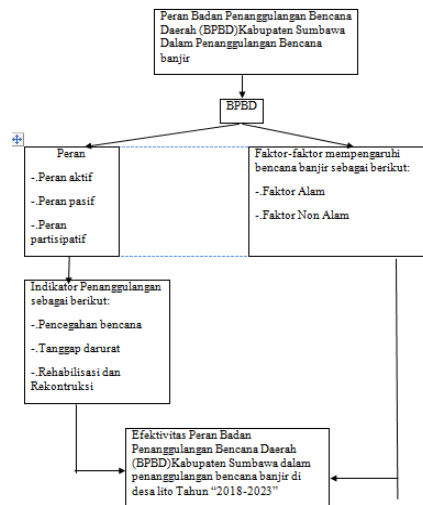 Peran Badan Penanggulangan Bencana
Daerah (BPBD)Kabupaten Sumbawa
Dalam Penanggulangan Bencana
banjir
BPBD
Peran
-.Peran aktif
-.Peran pasif
-.Peran
partisipatif
Faktor-faktor mempengaruhi
bencana banjir sebagai berikut:
-.Faktor Alam
-.Faktor Non Alam
Indikator Penanggulangan
sebagai berikut:
-.Pencegahan bencana
-.Tanggap darurat
-.Rehabilisasi dan
Rekontruksi
Efektivitas Peran Badan
Penanggulangan Bencana Daerah
(BPBD)Kabupaten Sumbawa dalam
penanggulangan bencana banjir di
desa lito Tahun “2018-2023”